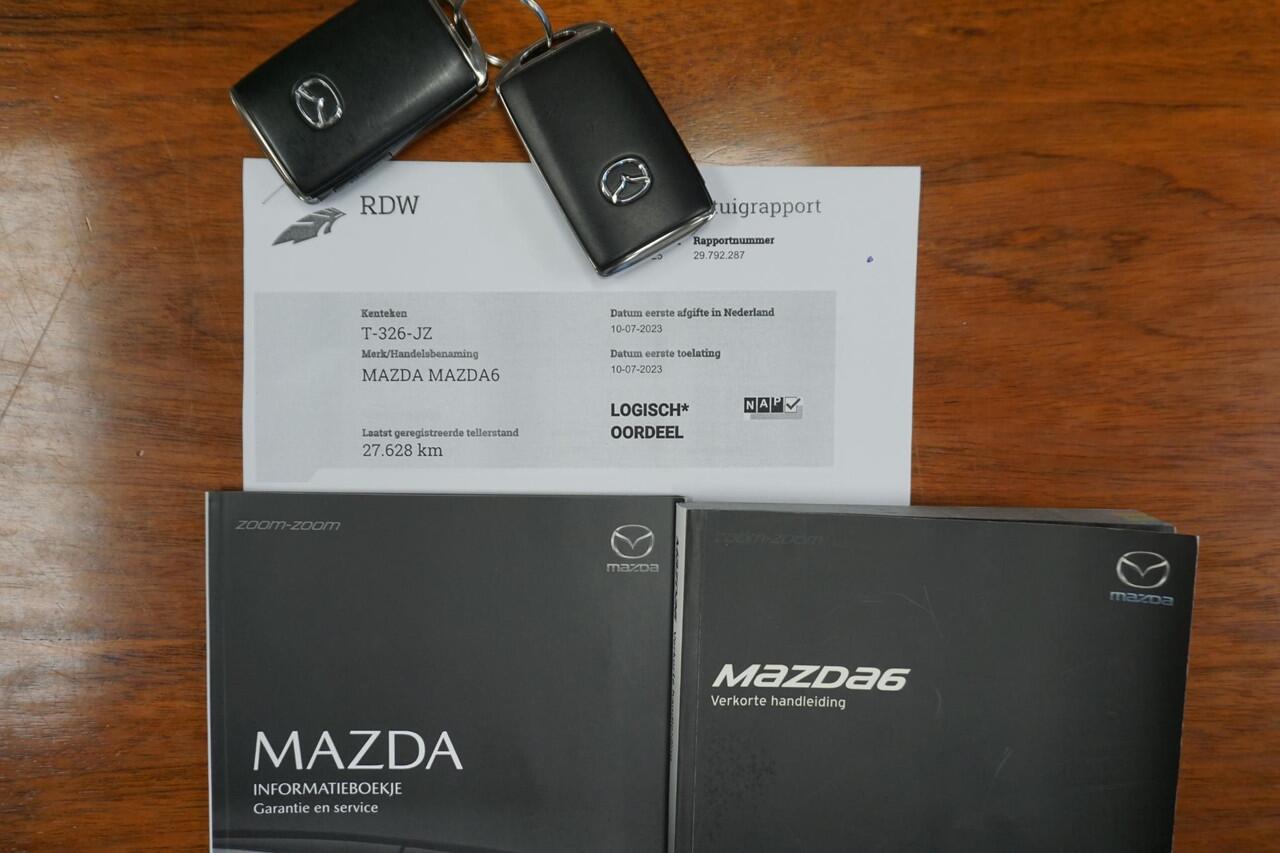 RDW
tuigrapport
Rapportnummer
29.792.287
Kenteken
T-326-JZ
Merk/Handelsbenaming
MAZDA MAZDA6
Laatst geregistreerde tellerstand
27.628 km
Datum eerste afgifte in Nederland
10-07-2023
Datum eerste toelating
10-07-2023
LOGISCH*
OORDEEL
NAP
zoom-zoom
mazda
MAZDA
INFORMATIEBOEKJE
Garantie en service
zoom-zoom
mazda
mazda6
Verkorte handleiding